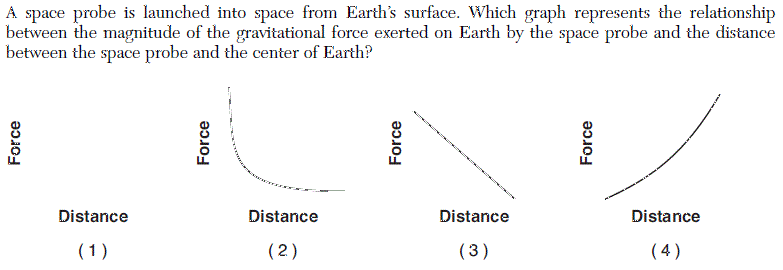 A space probe is launched into space from Earth's surface. Which graph represents the relationship
between the magnitude of the gravitational force exerted on Earth by the space probe and the distance
between the space probe and the center of Earth?
Force Force Force Force
Distance Distance Distance Distance
(1) (2) (3) (4)